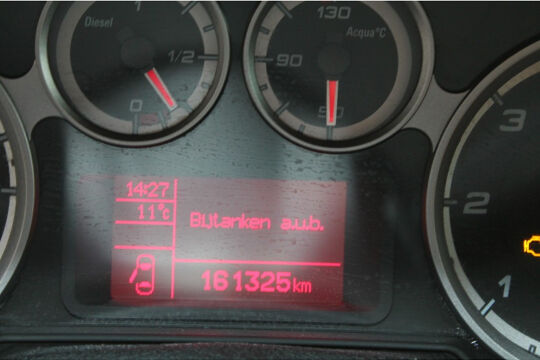 Diesel
1
1/2
0
130
Acqua°C
90
50
14:27
11°C
Bijtanken a.u.b.
161325 km
3
2
1